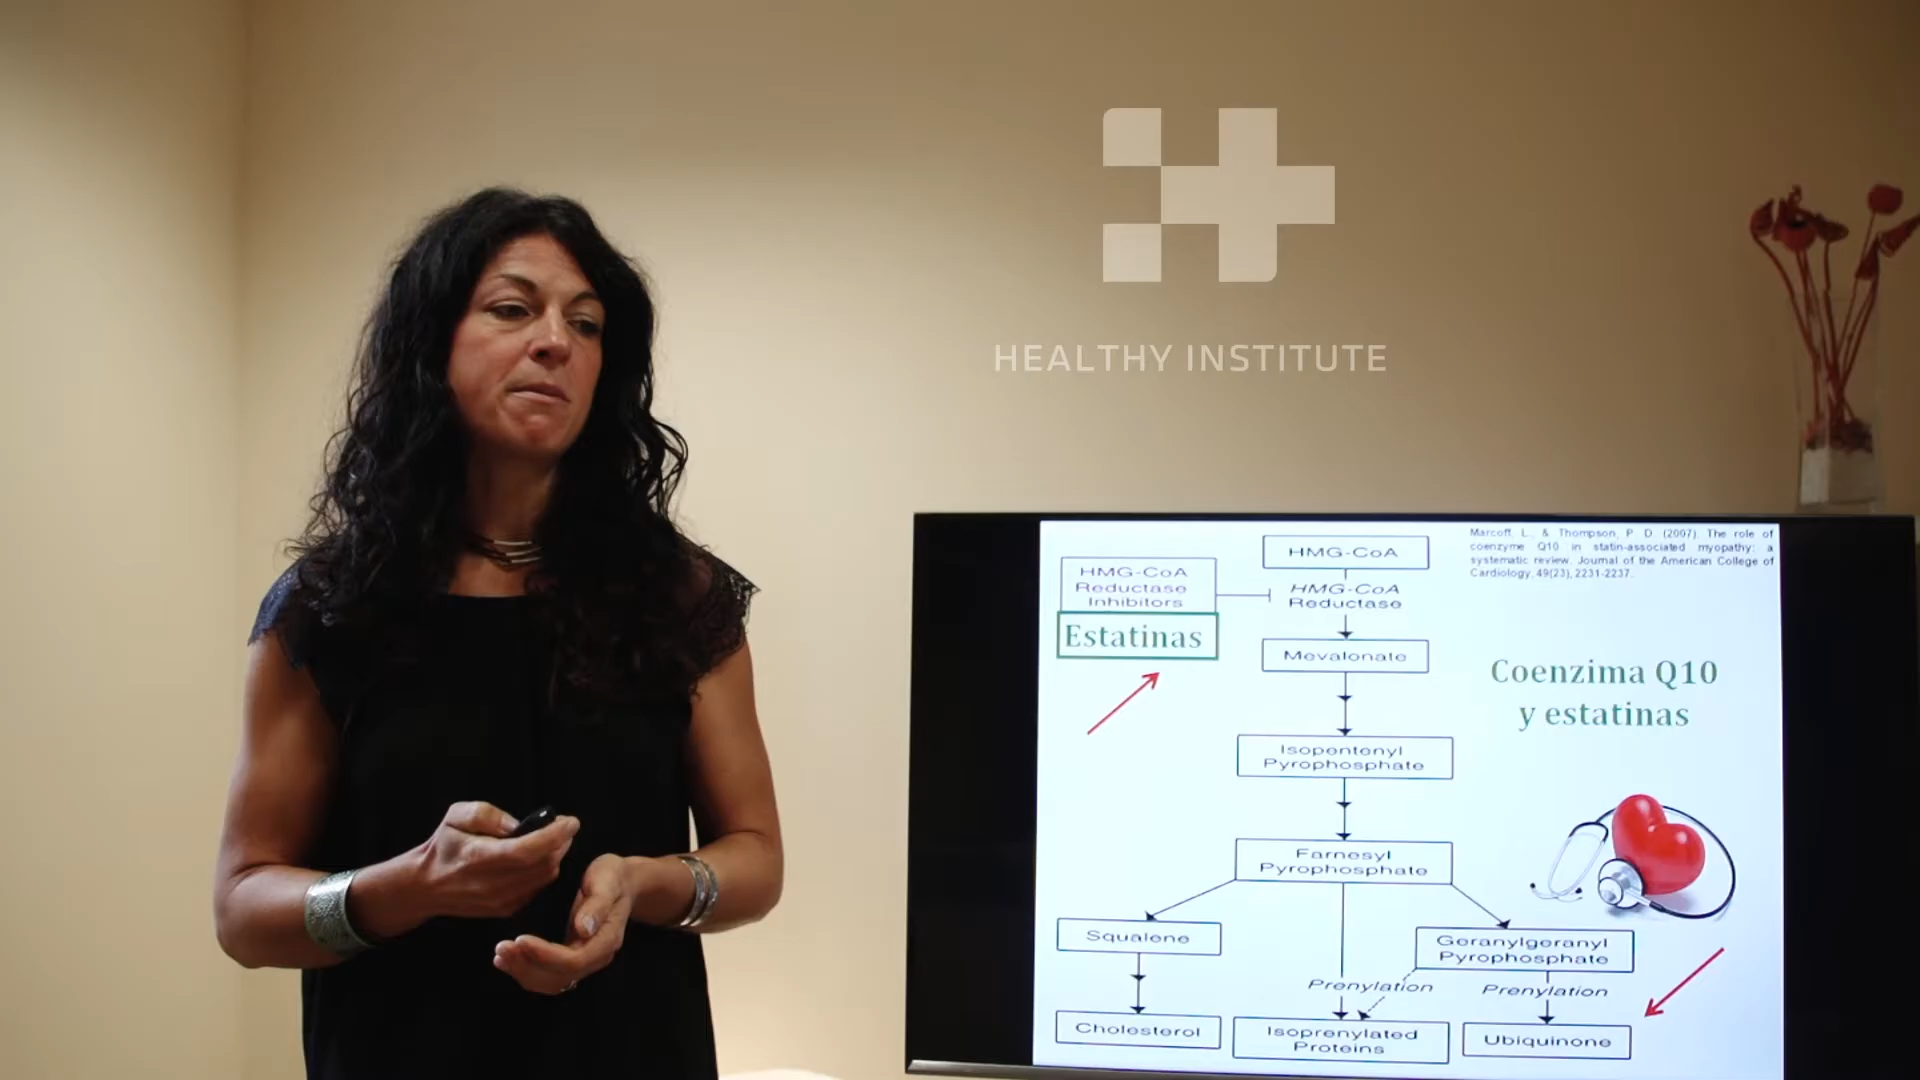 HEALTHY INSTITUTE
Marcoff, L., & Thompson, P. D. (2007). The role of
coenzyme Q10 in statin-associated myopathy: a
systematic review. Journal of the American College of
Cardiology, 49(23), 2231-2237.
HMG-CoA
HMG-CoA
Reductase
Inhibitors
HMG-CoA
Reductase
Estatinas
Mevalonate
Coenzima Q10
y estatinas
Isopentenyl
Pyrophosphate
Farnesyl
Pyrophosphate
Squalene
Geranylgeranyl
Pyrophosphate
Prenylation
Prenylation
Cholesterol
Isoprenylated
Proteins
Ubiquinone